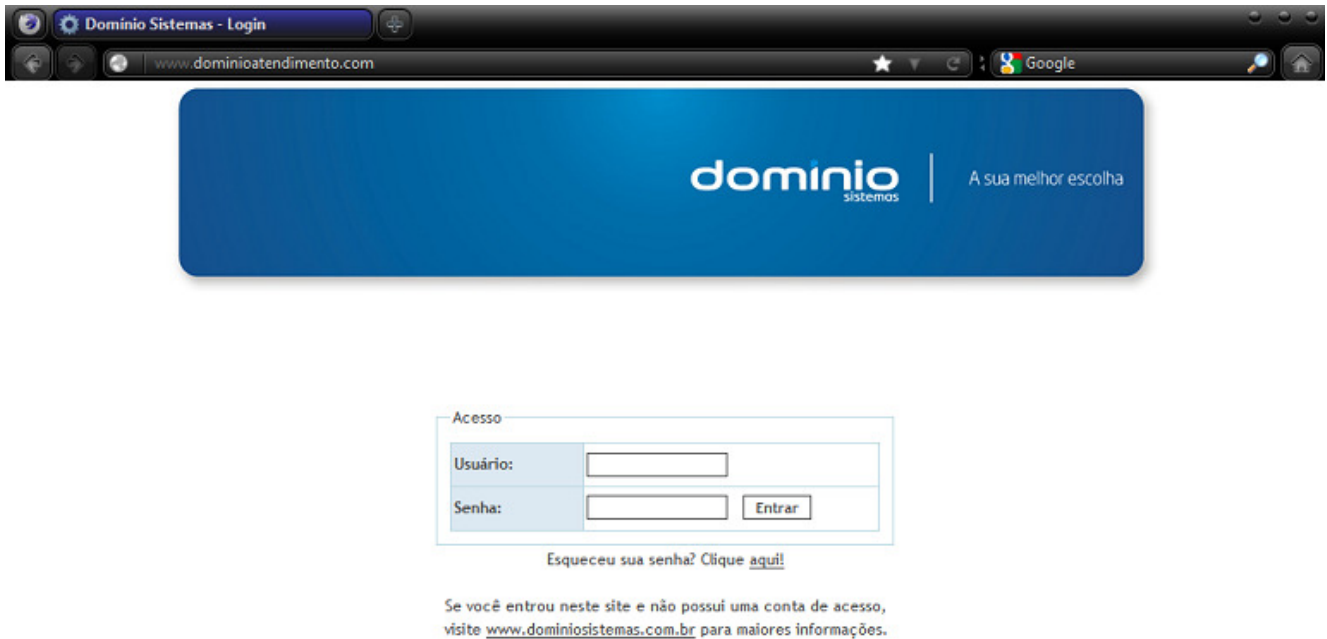 Domínio Sistemas - Login
www.dominioatendimento.com
Google
domínio
sistemas
A sua melhor escolha
Acesso
Usuário:
Senha:
Entrar
Esqueceu sua senha? Clique aqui!
Se você entrou neste site e não possui uma conta de acesso,
visite www.dominiosistemas.com.br para maiores informações.